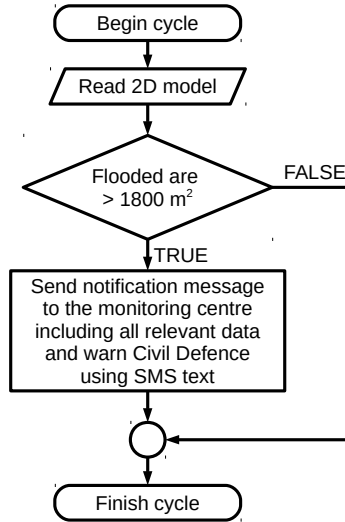 Begin cycle
Read 2D model
Flooded are
> 1800 m²
FALSE
TRUE
Send notification message
to the monitoring centre
including all relevant data
and warn Civil Defence
using SMS text
Finish cycle